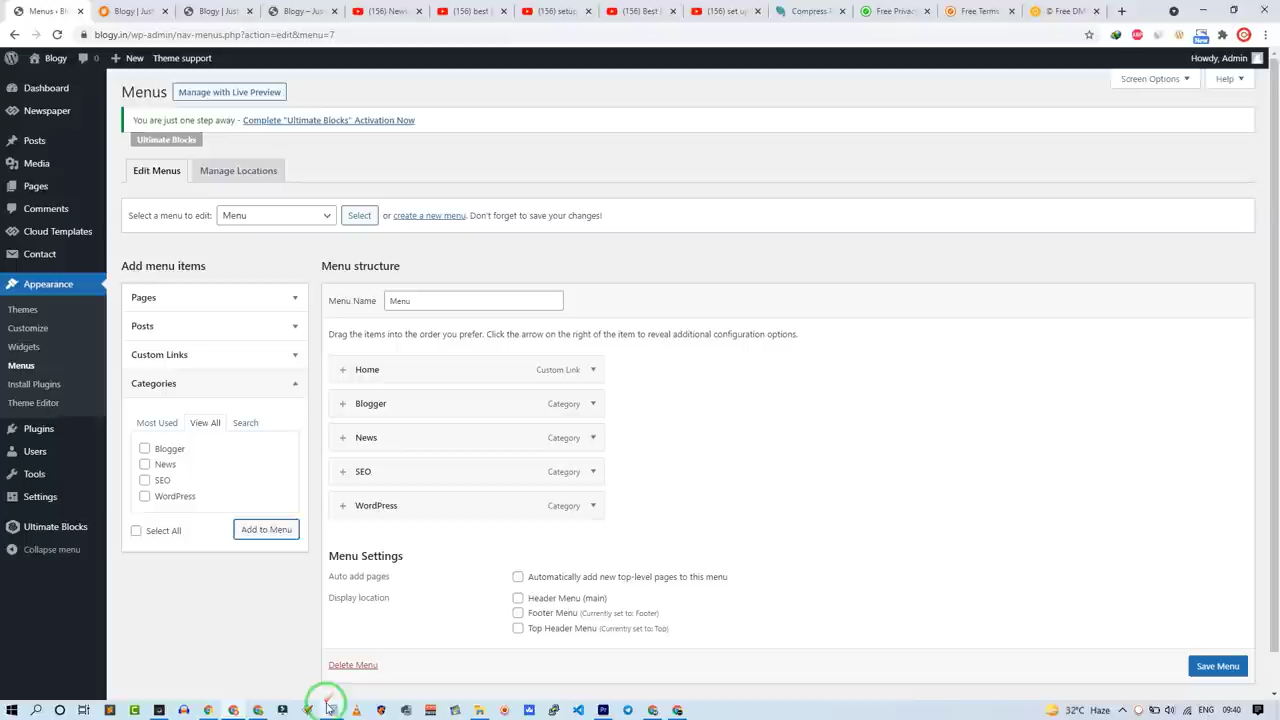 Menus ‹ B
Blogy -
Blogy ‹
Blogy -Jus
(156) News
(156) best
(156) setu
(156) Best
(156) setup
Compress
Free Privac
Free Terms
© Free DM
blogy.in/wp-admin/nav-menus.php?action=edit&menu=7
New
Blogy
0
New
Theme support
Howdy, Admin
Dashboard
Newspaper
Posts
Media
Pages
Comments
Cloud Templates
Contact
Appearance
Themes
Customize
Widgets
Menus
Install Plugins
Theme Editor
Plugins
Users
Tools
Settings
Ultimate Blocks
Collapse menu
Screen Options
Help
Menus
Manage with Live Preview
You are just one step away - Complete "Ultimate Blocks" Activation Now
Ultimate Blocks
Edit Menus
Manage Locations
Select a menu to edit: Menu Select or create a new menu. Don't forget to save your changes!
Add menu items
Pages
Posts
Custom Links
Categories
Most Used View All Search
Blogger
News
SEO
WordPress
Select All
Add to Menu
Menu structure
Menu Name Menu
Drag the items into the order you prefer. Click the arrow on the right of the item to reveal additional configuration options.
Home Custom Link
Blogger Category
News Category
SEO Category
WordPress Category
Menu Settings
Auto add pages
Automatically add new top-level pages to this menu
Display location
Header Menu (main)
Footer Menu (Currently set to: Footer)
Top Header Menu (Currently set to: Top)
Delete Menu
Save Menu
32°C Haze
ENG
09:40